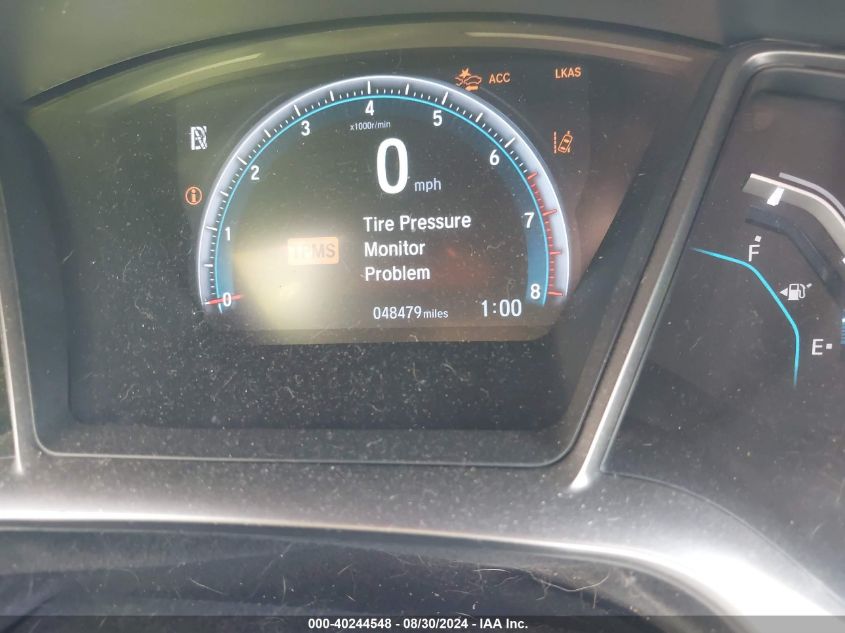 ACC
LKAS
4
3
5
x1000r/min
2
6
0 mph
1
7
Tire Pressure
TPMS
Monitor
Problem
0
8
048479 miles
1:00
F
E
000-40244548 - 08/30/2024 - IAA Inc.